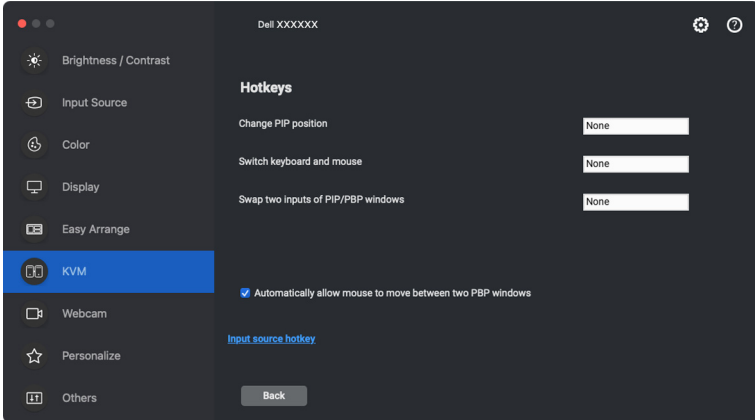 Dell XXXXXX
Brightness / Contrast
Input Source
Color
Display
Easy Arrange
KVM
Webcam
Personalize
Others
Hotkeys
Change PIP position
None
Switch keyboard and mouse
None
Swap two inputs of PIP/PBP windows
None
Automatically allow mouse to move between two PBP windows
Input source hotkey
Back